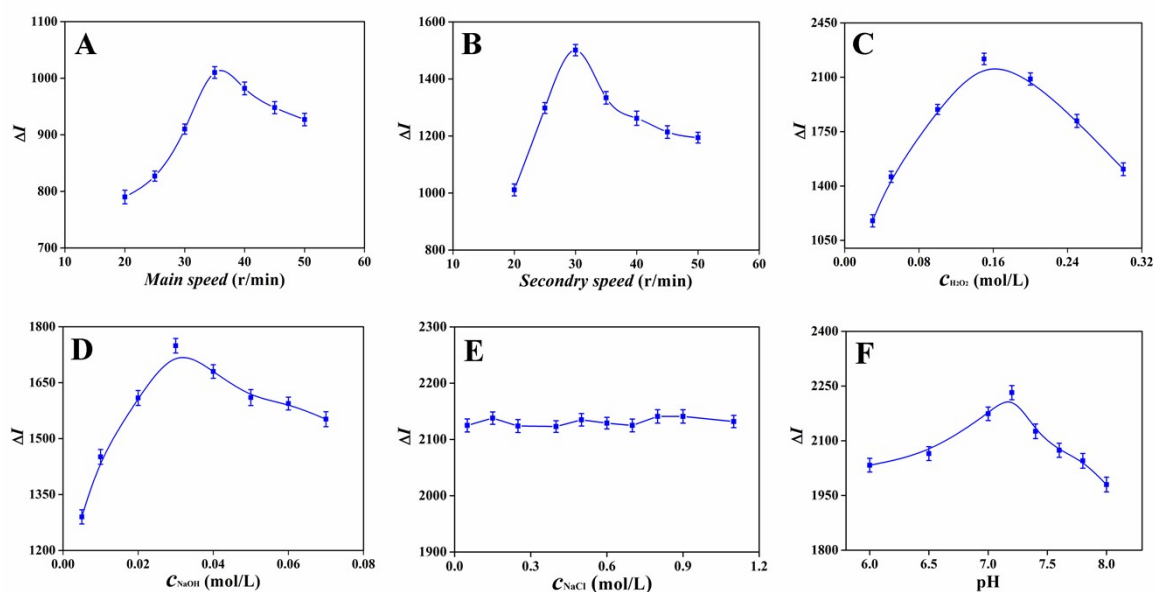 A
1100
1000
900
800
700
ΔI
10 20 30 40 50 60
Main speed (r/min)
B
1600
1400
1200
1000
800
ΔI
10 20 30 40 50 60
Secondry speed (r/min)
C
2450
2100
1750
1400
1050
ΔI
0.00 0.08 0.16 0.24 0.32
CH2O2 (mol/L)
D
1800
1650
1500
1350
1200
ΔI
0.00 0.02 0.04 0.06 0.08
CNaOH (mol/L)
E
2300
2200
2100
2000
1900
ΔI
0.0 0.3 0.6 0.9 1.2
CNaCl (mol/L)
F
2400
2250
2100
1950
1800
ΔI
6.0 6.5 7.0 7.5 8.0
pH